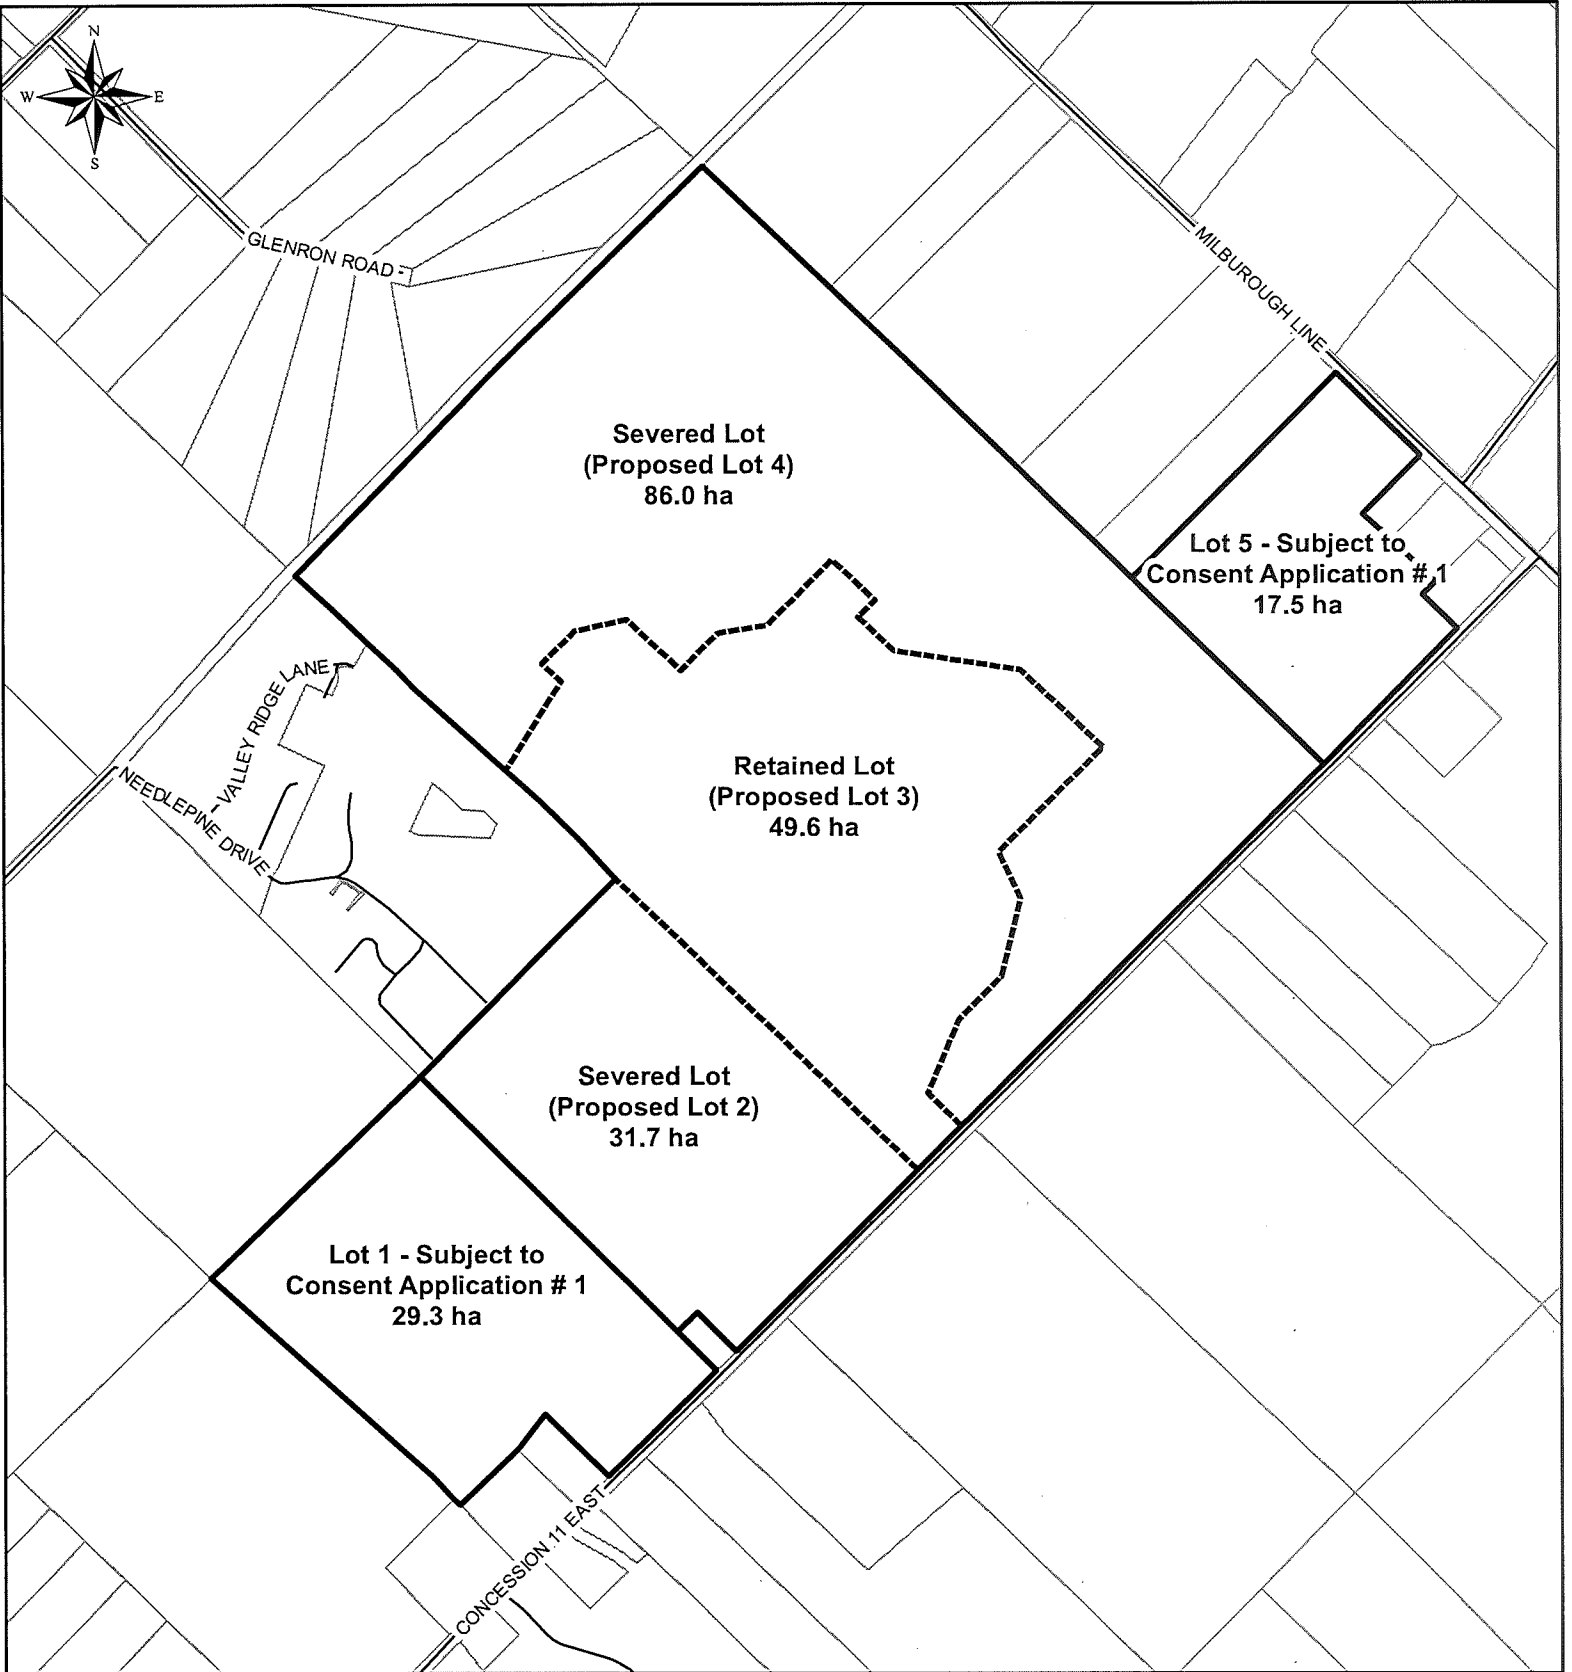 N
W E
S
GLENRON ROAD
MILBOROUGH LINE
Severed Lot
(Proposed Lot 4)
86.0 ha
Lot 5 - Subject to
Consent Application # 1
17.5 ha
VALLEY RIDGE LANE
NEEDLEPINE DRIVE
Retained Lot
(Proposed Lot 3)
49.6 ha
Severed Lot
(Proposed Lot 2)
31.7 ha
Lot 1 - Subject to
Consent Application # 1
29.3 ha
CONCESSION 11 EAST